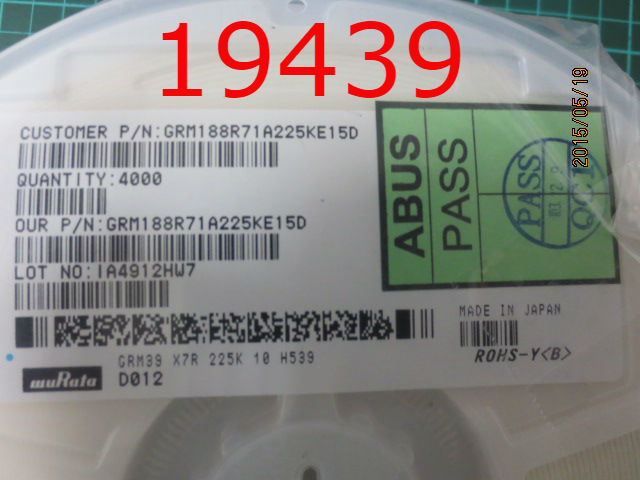 19439
2015/05/19
CUSTOMER P/N:GRM188R71A225KE15D
QUANTITY:4000
OUR P/N:GRM188R71A225KE15D
LOT NO:IA4912HW7
ABUS
PASS
PASS
QC1
MADE IN JAPAN
ROHS-Y<B>
GRM39 X7R 225K 10 H539
muRata
D012